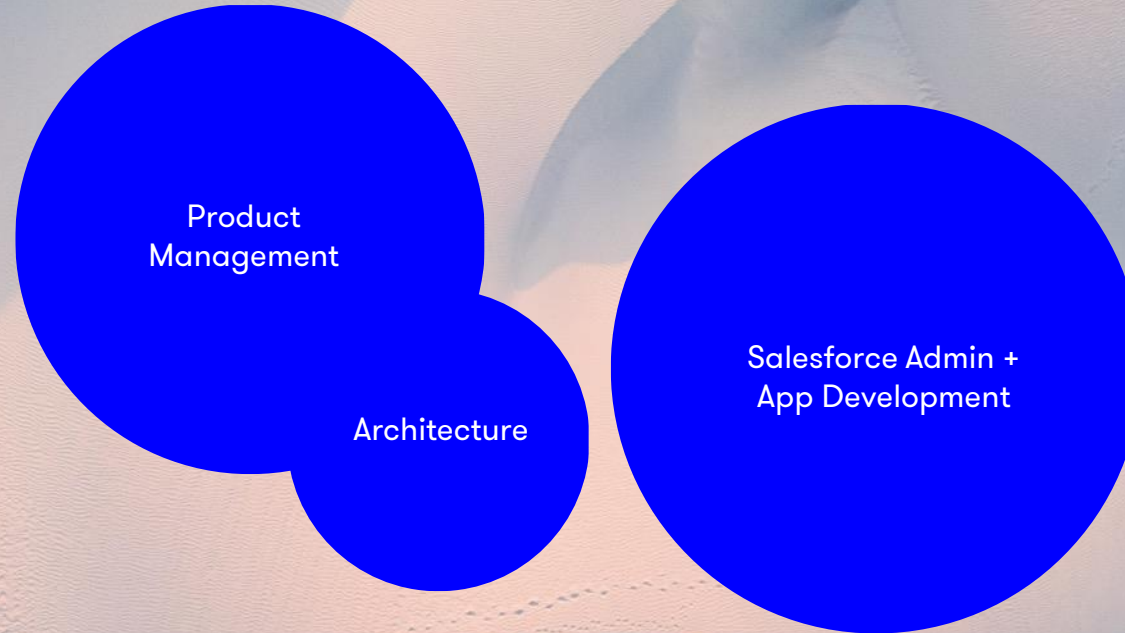 Product
Management
Architecture
Salesforce Admin +
App Development